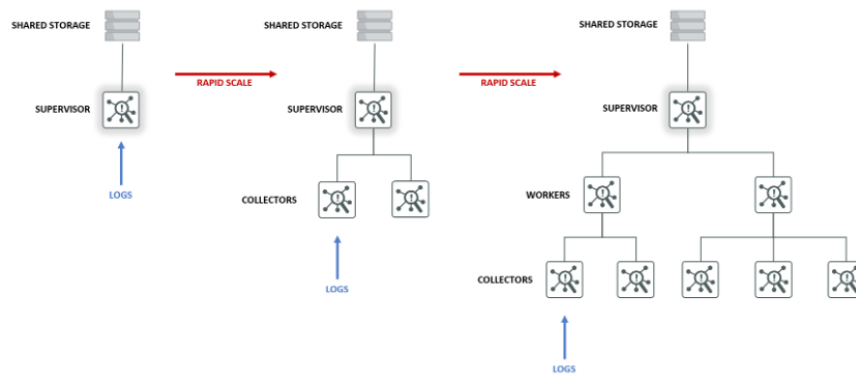 SHARED STORAGE
SHARED STORAGE
SHARED STORAGE
RAPID SCALE
RAPID SCALE
SUPERVISOR
SUPERVISOR
SUPERVISOR
LOGS
COLLECTORS
WORKERS
LOGS
COLLECTORS
LOGS